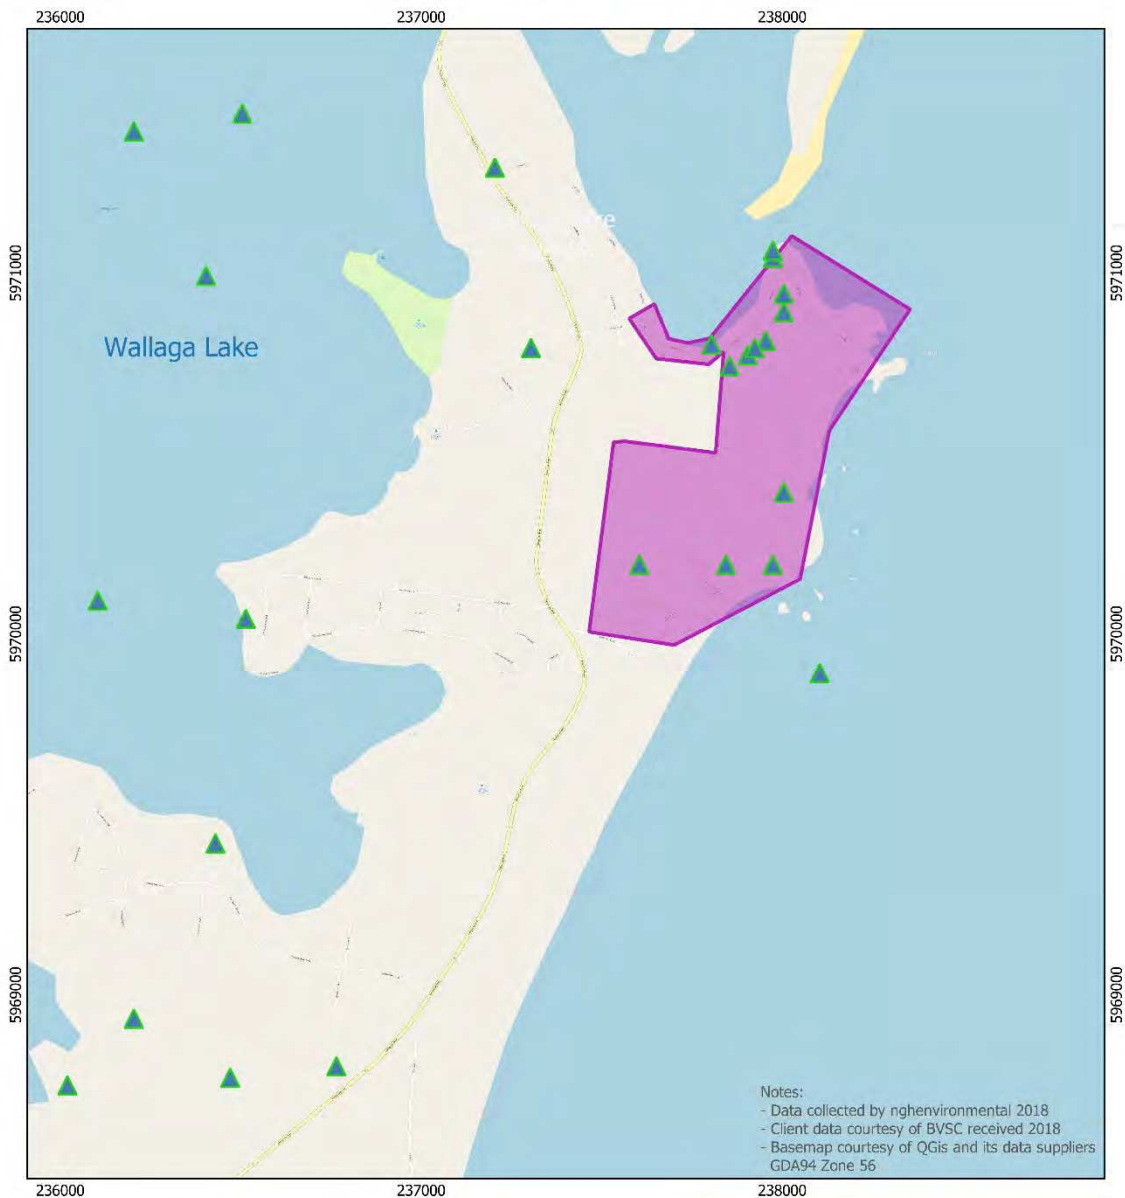 236000
237000
238000
5971000
5971000
Wallaga Lake
5970000
5970000
5969000
5969000
Notes:
- Data collected by nghenvironmental 2018
- Client data courtesy of BVSC received 2018
- Basemap courtesy of QGis and its data suppliers
GDA94 Zone 56
236000
237000
238000